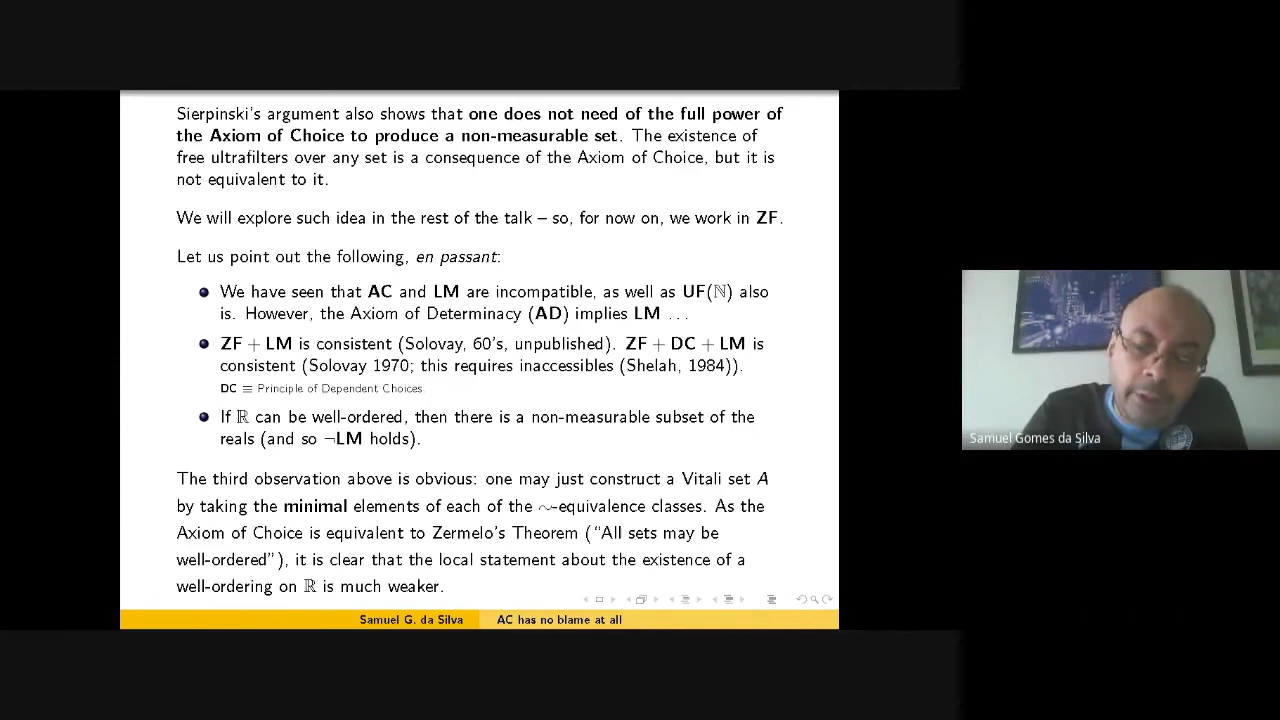 Sierpinski's argument also shows that one does not need of the full power of
the Axiom of Choice to produce a non-measurable set. The existence of
free ultrafilters over any set is a consequence of the Axiom of Choice, but it is
not equivalent to it.
We will explore such idea in the rest of the talk – so, for now on, we work in ZF.
Let us point out the following, en passant:
We have seen that AC and LM are incompatible, as well as UF(ℕ) also
is. However, the Axiom of Determinacy (AD) implies LM ...
ZF + LM is consistent (Solovay, 60's, unpublished). ZF + DC + LM is
consistent (Solovay 1970; this requires inaccessibles (Shelah, 1984)).
DC ≡ Principle of Dependent Choices.
If ℝ can be well-ordered, then there is a non-measurable subset of the
reals (and so ¬LM holds).
The third observation above is obvious: one may just construct a Vitali set A
by taking the minimal elements of each of the ∼-equivalence classes. As the
Axiom of Choice is equivalent to Zermelo's Theorem ("All sets may be
well-ordered"), it is clear that the local statement about the existence of a
well-ordering on ℝ is much weaker.
Samuel G. da Silva AC has no blame at all
Samuel Gomes da Silva